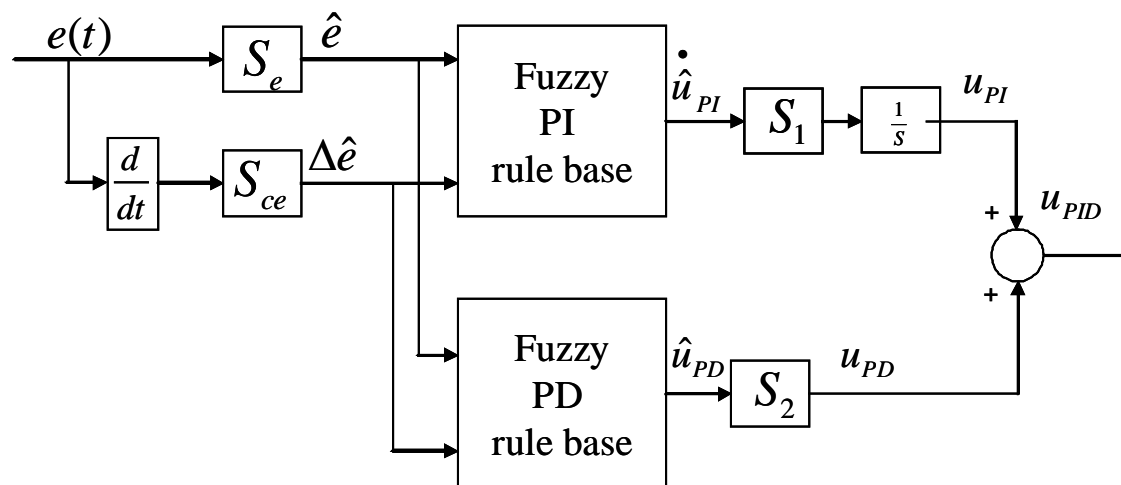 e(t)
S_e
ê
Fuzzy
PI
rule base
û̇_PI
S_1
1/s
u_PI
d/dt
S_ce
Δê
+
u_PID
+
Fuzzy
PD
rule base
û_PD
S_2
u_PD